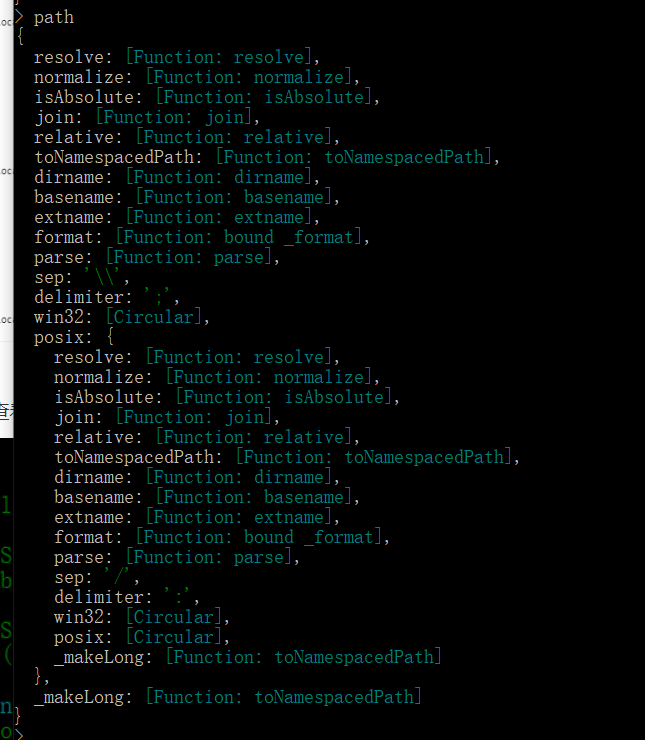 > path
{
  resolve: [Function: resolve],
  normalize: [Function: normalize],
  isAbsolute: [Function: isAbsolute],
  join: [Function: join],
  relative: [Function: relative],
  toNamespacedPath: [Function: toNamespacedPath],
  dirname: [Function: dirname],
  basename: [Function: basename],
  extname: [Function: extname],
  format: [Function: bound _format],
  parse: [Function: parse],
  sep: '\\',
  delimiter: ';',
  win32: [Circular],
  posix: {
    resolve: [Function: resolve],
    normalize: [Function: normalize],
    isAbsolute: [Function: isAbsolute],
    join: [Function: join],
    relative: [Function: relative],
    toNamespacedPath: [Function: toNamespacedPath],
    dirname: [Function: dirname],
    basename: [Function: basename],
    extname: [Function: extname],
    format: [Function: bound _format],
    parse: [Function: parse],
    sep: '/',
    delimiter: ':',
    win32: [Circular],
    posix: [Circular],
    _makeLong: [Function: toNamespacedPath]
  },
  _makeLong: [Function: toNamespacedPath]
}
>